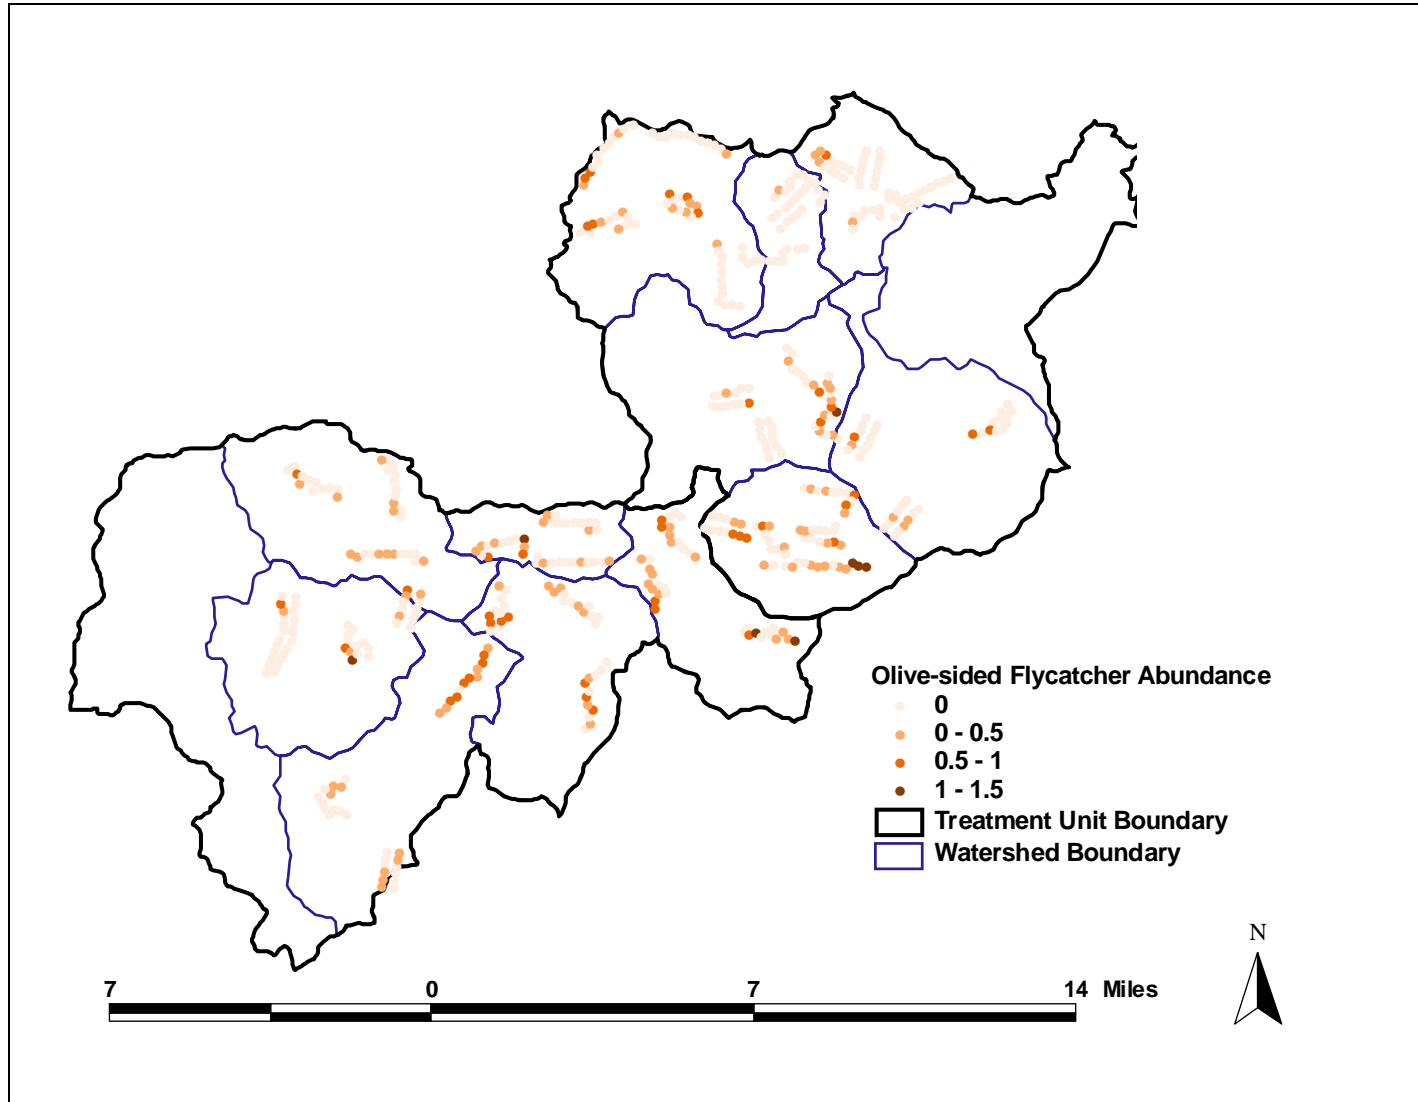 Olive-sided Flycatcher Abundance
0
0 - 0.5
0.5 - 1
1 - 1.5
Treatment Unit Boundary
Watershed Boundary
N
7 0 7 14 Miles